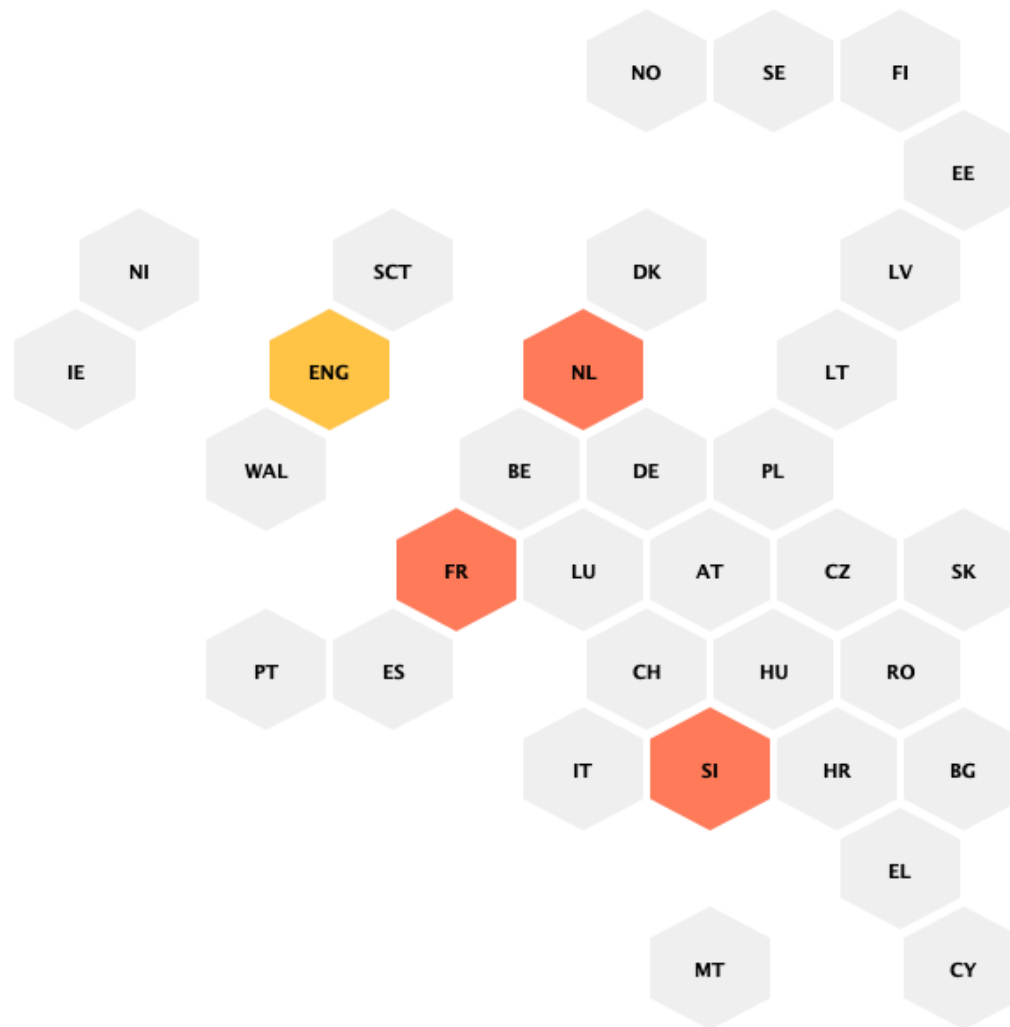 NO SE FI
EE
NI SCT DK LV
IE ENG NL LT
WAL BE DE PL
FR LU AT CZ SK
PT ES CH HU RO
IT SI HR BG
EL
MT CY